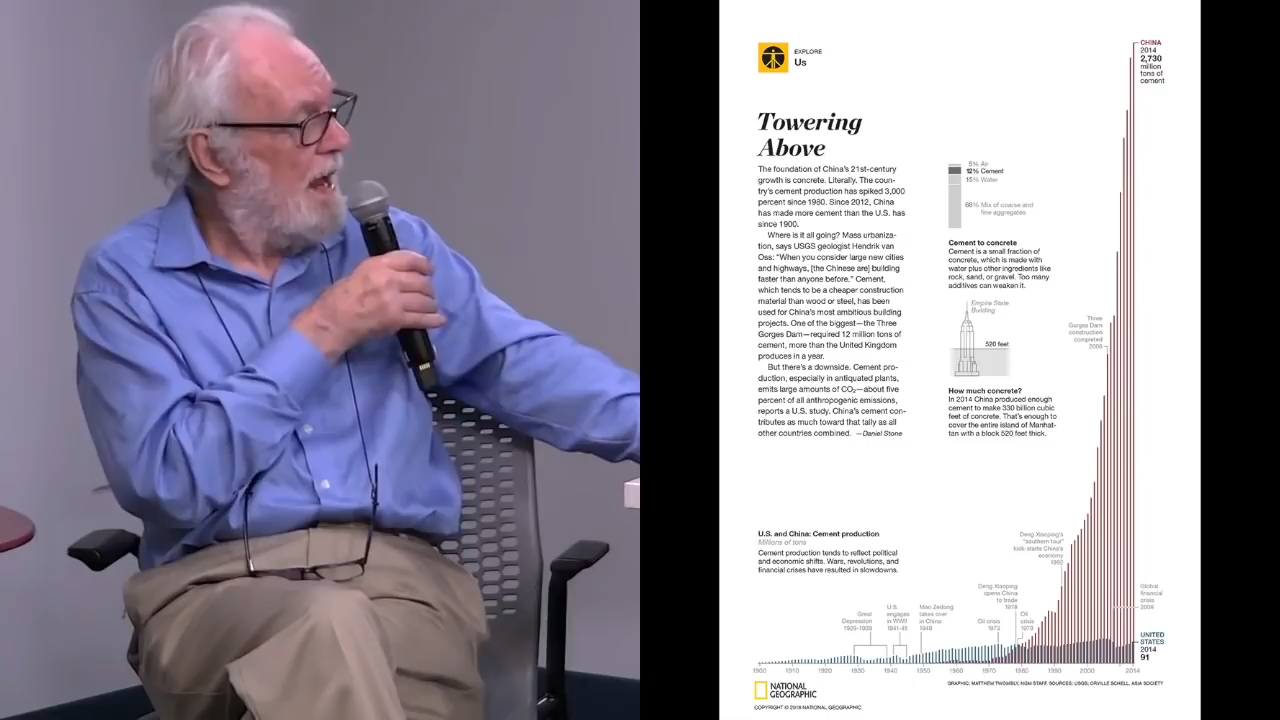 EXPLORE
Us
Towering
Above
The foundation of China's 21st-century
growth is concrete. Literally. The coun-
try's cement production has spiked 3,000
percent since 1980. Since 2012, China
has made more cement than the U.S. has
since 1900.
Where is it all going? Mass urbaniza-
tion, says USGS geologist Hendrik van
Oss: "When you consider large new cities
and highways, [the Chinese are] building
faster than anyone before." Cement,
which tends to be a cheaper construction
material than wood or steel, has been
used for China's most ambitious building
projects. One of the biggest—the Three
Gorges Dam—required 12 million tons of
cement, more than the United Kingdom
produces in a year.
But there's a downside. Cement pro-
duction, especially in antiquated plants,
emits large amounts of CO₂—about five
percent of all anthropogenic emissions,
reports a U.S. study. China's cement con-
tributes as much toward that tally as all
other countries combined. —Daniel Stone
5% Air
12% Cement
15% Water
68% Mix of coarse and
fine aggregates
Cement to concrete
Cement is a small fraction of
concrete, which is made with
water plus other ingredients like
rock, sand, or gravel. Too many
additives can weaken it.
Empire State
Building
520 feet
How much concrete?
In 2014 China produced enough
cement to make 330 billion cubic
feet of concrete. That's enough to
cover the entire island of Manhat-
tan with a block 520 feet thick.
CHINA
2014
2,730
million
tons of
cement
Three
Gorges Dam
construction
completed
2006
U.S. and China: Cement production
Millions of tons
Cement production tends to reflect political
and economic shifts. Wars, revolutions, and
financial crises have resulted in slowdowns.
Great
Depression
1929-1939
U.S.
engages
in WWII
1941-45
Mao Zedong
takes over
in China
1949
Oil crisis
1973
Deng Xiaoping
opens China
to trade
1978
Oil
crisis
1979
Deng Xiaoping's
"southern tour"
kick-starts China's
economy
1992
Global
financial
crisis
2008
UNITED
STATES
2014
91
1900 1910 1920 1930 1940 1950 1960 1970 1980 1990 2000 2014
NATIONAL
GEOGRAPHIC
GRAPHIC: MATTHEW TWOMBLY, NGM STAFF. SOURCES: USGS; ORVILLE SCHELL, ASIA SOCIETY